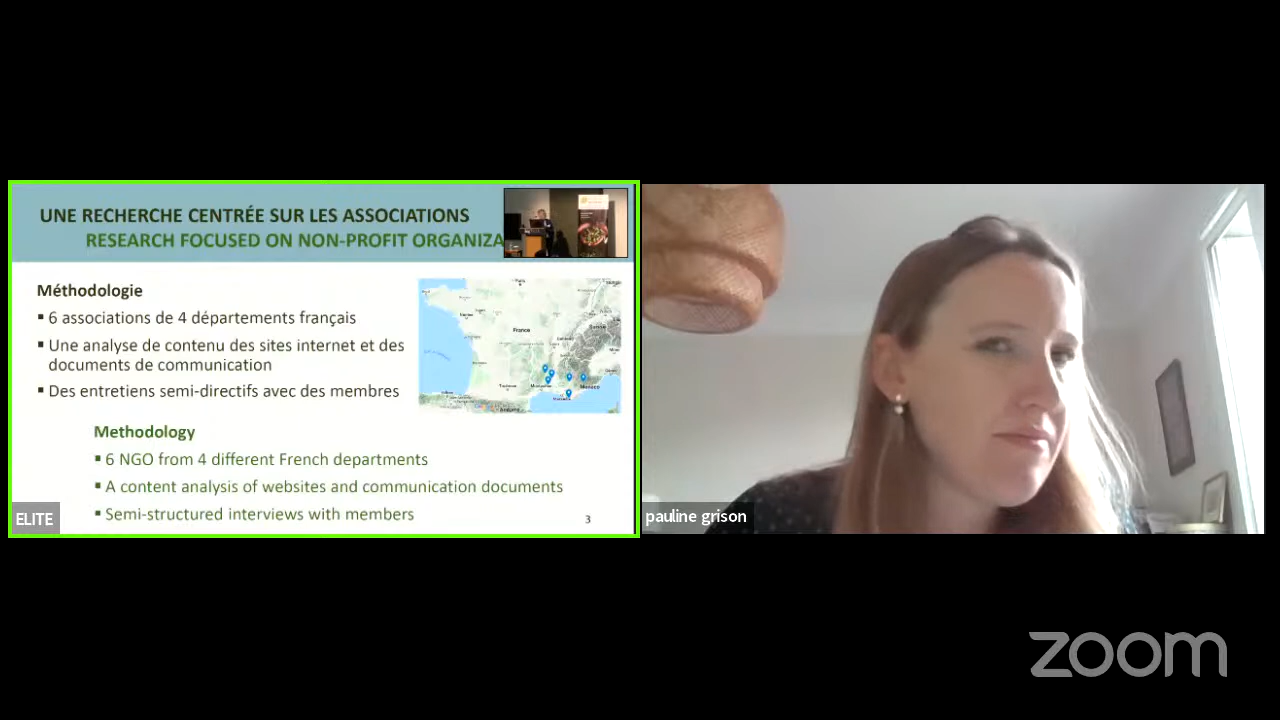 UNE RECHERCHE CENTRÉE SUR LES ASSOCIATIONS
RESEARCH FOCUSED ON NON-PROFIT ORGANIZA
Méthodologie
▪ 6 associations de 4 départements français
▪ Une analyse de contenu des sites internet et des
documents de communication
▪ Des entretiens semi-directifs avec des membres
France
Monaco
Methodology
▪ 6 NGO from 4 different French departments
▪ A content analysis of websites and communication documents
▪ Semi-structured interviews with members
3
ELITE
pauline grison
zoom